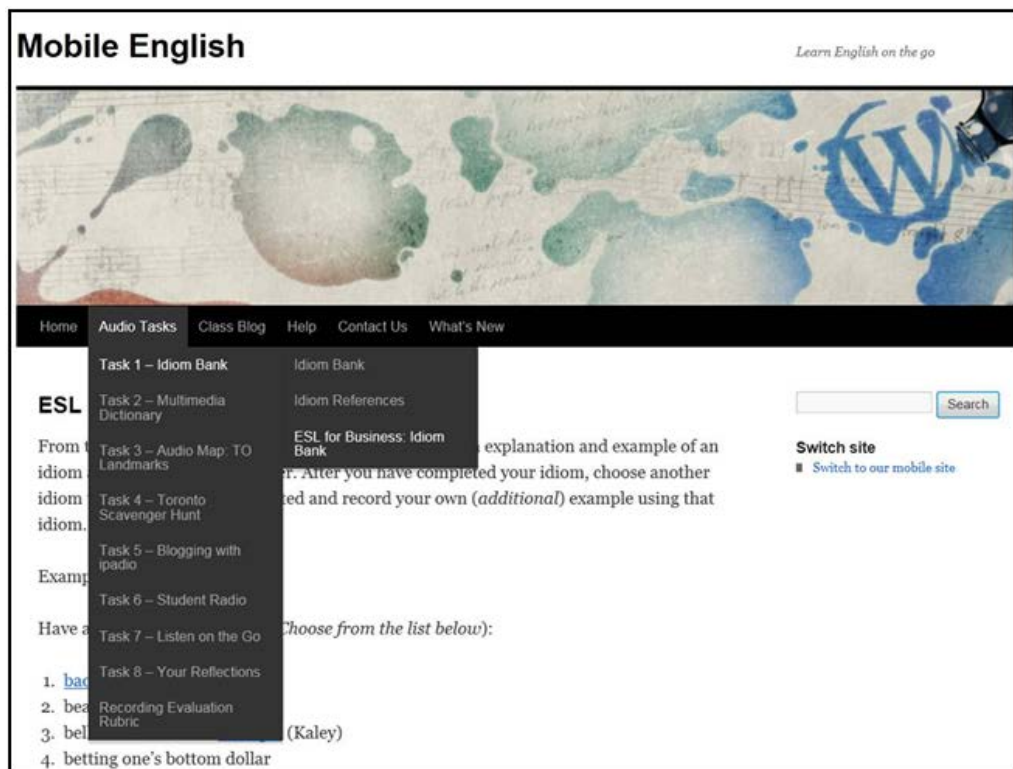 Mobile English
Learn English on the go
W
Home Audio Tasks Class Blog Help Contact Us What's New
Task 1 – Idiom Bank
Task 2 – Multimedia
Dictionary
Task 3 – Audio Map: TO
Landmarks
Task 4 – Toronto
Scavenger Hunt
Task 5 – Blogging with
ipadio
Task 6 – Student Radio
Task 7 – Listen on the Go
Task 8 – Your Reflections
Recording Evaluation
Rubric
Idiom Bank
Idiom References
ESL for Business: Idiom
Bank
ESL
From explanation and example of an
idiom After you have completed your idiom, choose another
idiom and record your own (additional) example using that
idiom.
Have Choose from the list below):
1.
2.
3. (Kaley)
4. betting one's bottom dollar
Search
Switch site
Switch to our mobile site